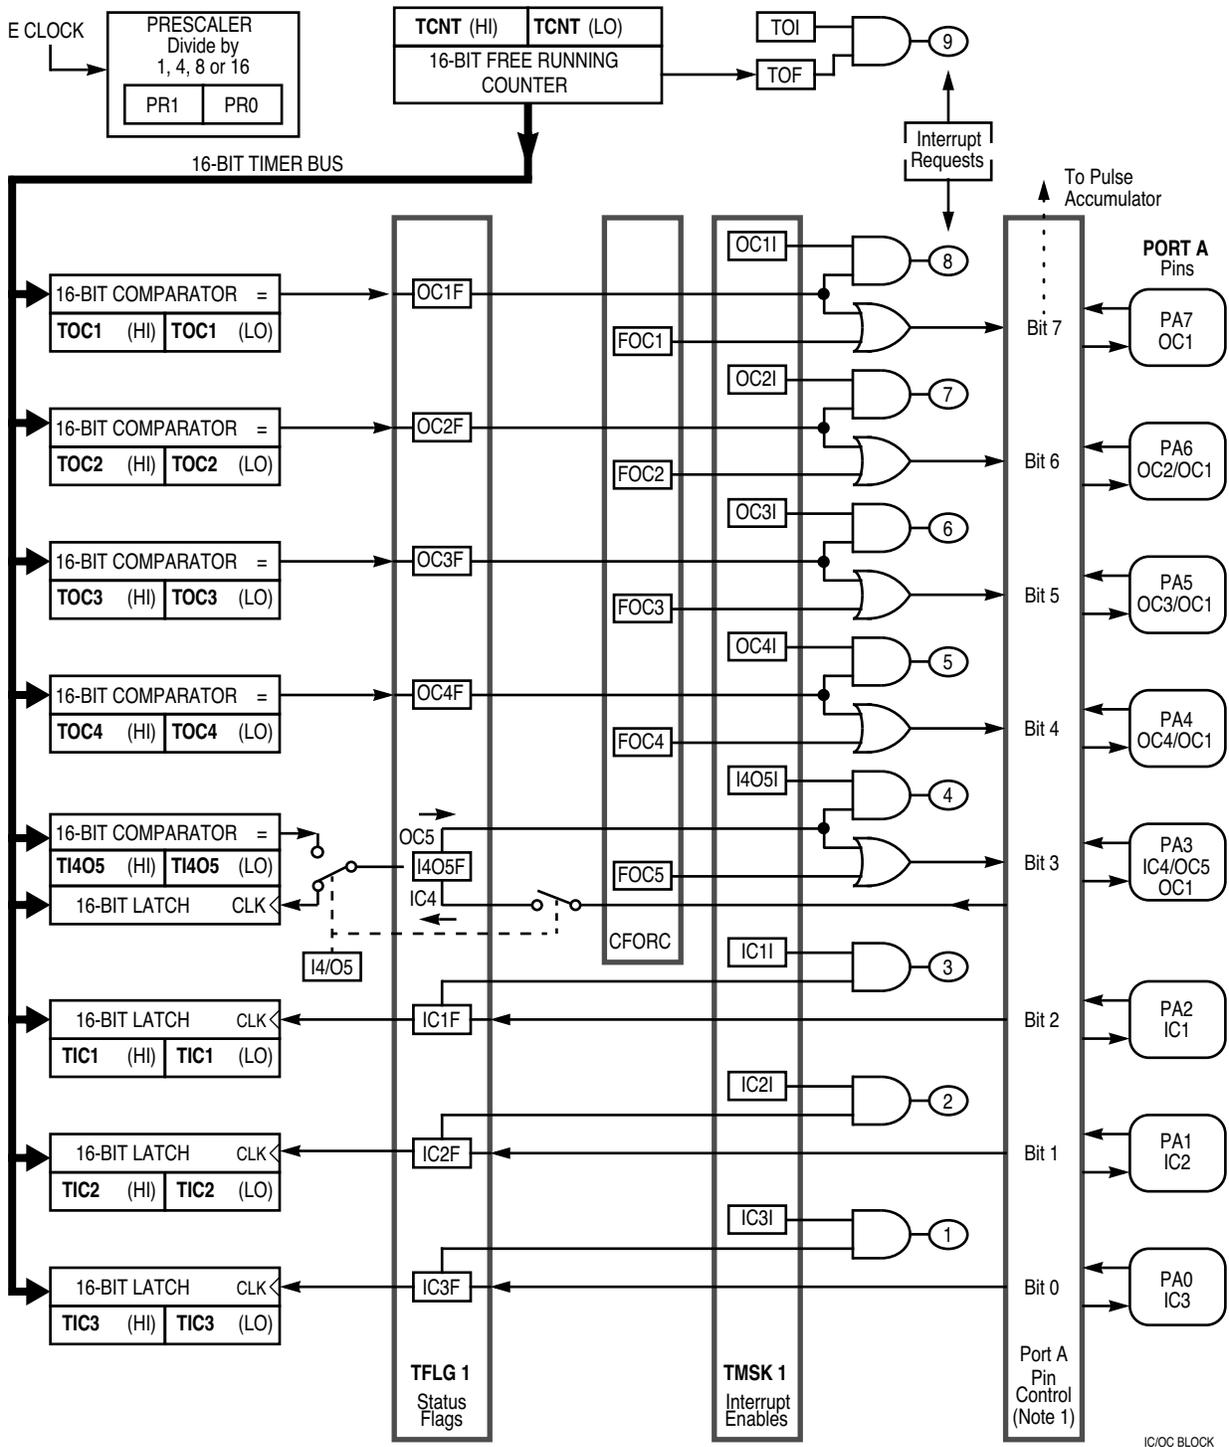 E CLOCK
PRESCALER
Divide by
1, 4, 8 or 16
PR1 PR0
TCNT (HI) TCNT (LO)
16-BIT FREE RUNNING
COUNTER
TOI
TOF
9
Interrupt
Requests
16-BIT TIMER BUS
To Pulse
Accumulator
PORT A
Pins
OC1I
8
16-BIT COMPARATOR =
TOC1 (HI) TOC1 (LO)
OC1F
FOC1
Bit 7
PA7
OC1
OC2I
7
16-BIT COMPARATOR =
TOC2 (HI) TOC2 (LO)
OC2F
FOC2
Bit 6
PA6
OC2/OC1
OC3I
6
16-BIT COMPARATOR =
TOC3 (HI) TOC3 (LO)
OC3F
FOC3
Bit 5
PA5
OC3/OC1
OC4I
5
16-BIT COMPARATOR =
TOC4 (HI) TOC4 (LO)
OC4F
FOC4
Bit 4
PA4
OC4/OC1
I4O5I
4
16-BIT COMPARATOR =
TI4O5 (HI) TI4O5 (LO)
16-BIT LATCH CLK
OC5
I4O5F
IC4
FOC5
Bit 3
PA3
IC4/OC5
OC1
I4/O5
CFORC
IC1I
3
16-BIT LATCH CLK
TIC1 (HI) TIC1 (LO)
IC1F
Bit 2
PA2
IC1
IC2I
2
16-BIT LATCH CLK
TIC2 (HI) TIC2 (LO)
IC2F
Bit 1
PA1
IC2
IC3I
1
16-BIT LATCH CLK
TIC3 (HI) TIC3 (LO)
IC3F
Bit 0
PA0
IC3
TFLG 1
Status
Flags
TMSK 1
Interrupt
Enables
Port A
Pin
Control
(Note 1)
IC/OC BLOCK